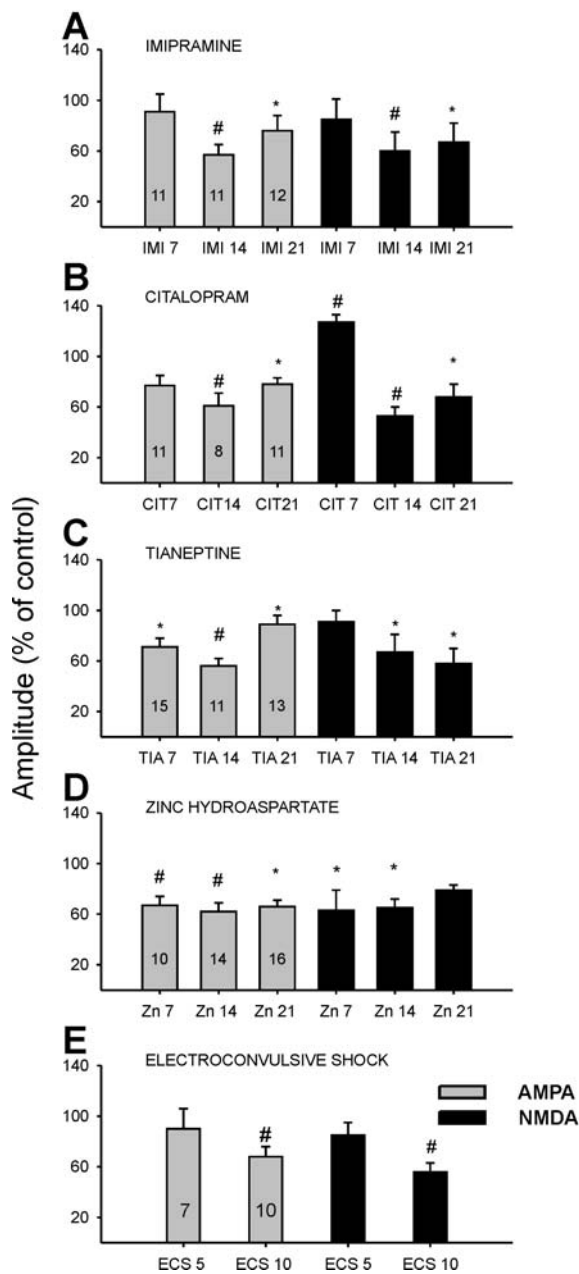 A
IMIPRAMINE
140
100
60
20
* # # *
11 11 12
IMI 7 IMI 14 IMI 21 IMI 7 IMI 14 IMI 21
B
CITALOPRAM
140
100
60
20
# * # # *
11 8 11
CIT7 CIT14 CIT21 CIT 7 CIT 14 CIT 21
C
TIANEPTINE
140
100
60
20
* # * * *
15 11 13
TIA 7 TIA 14 TIA 21 TIA 7 TIA 14 TIA 21
D
ZINC HYDROASPARTATE
140
100
60
20
# # * * *
10 14 16
Zn 7 Zn 14 Zn 21 Zn 7 Zn 14 Zn 21
E
ELECTROCONVULSIVE SHOCK
140
100
60
20
# #
7 10
ECS 5 ECS 10 ECS 5 ECS 10
AMPA
NMDA
Amplitude (% of control)